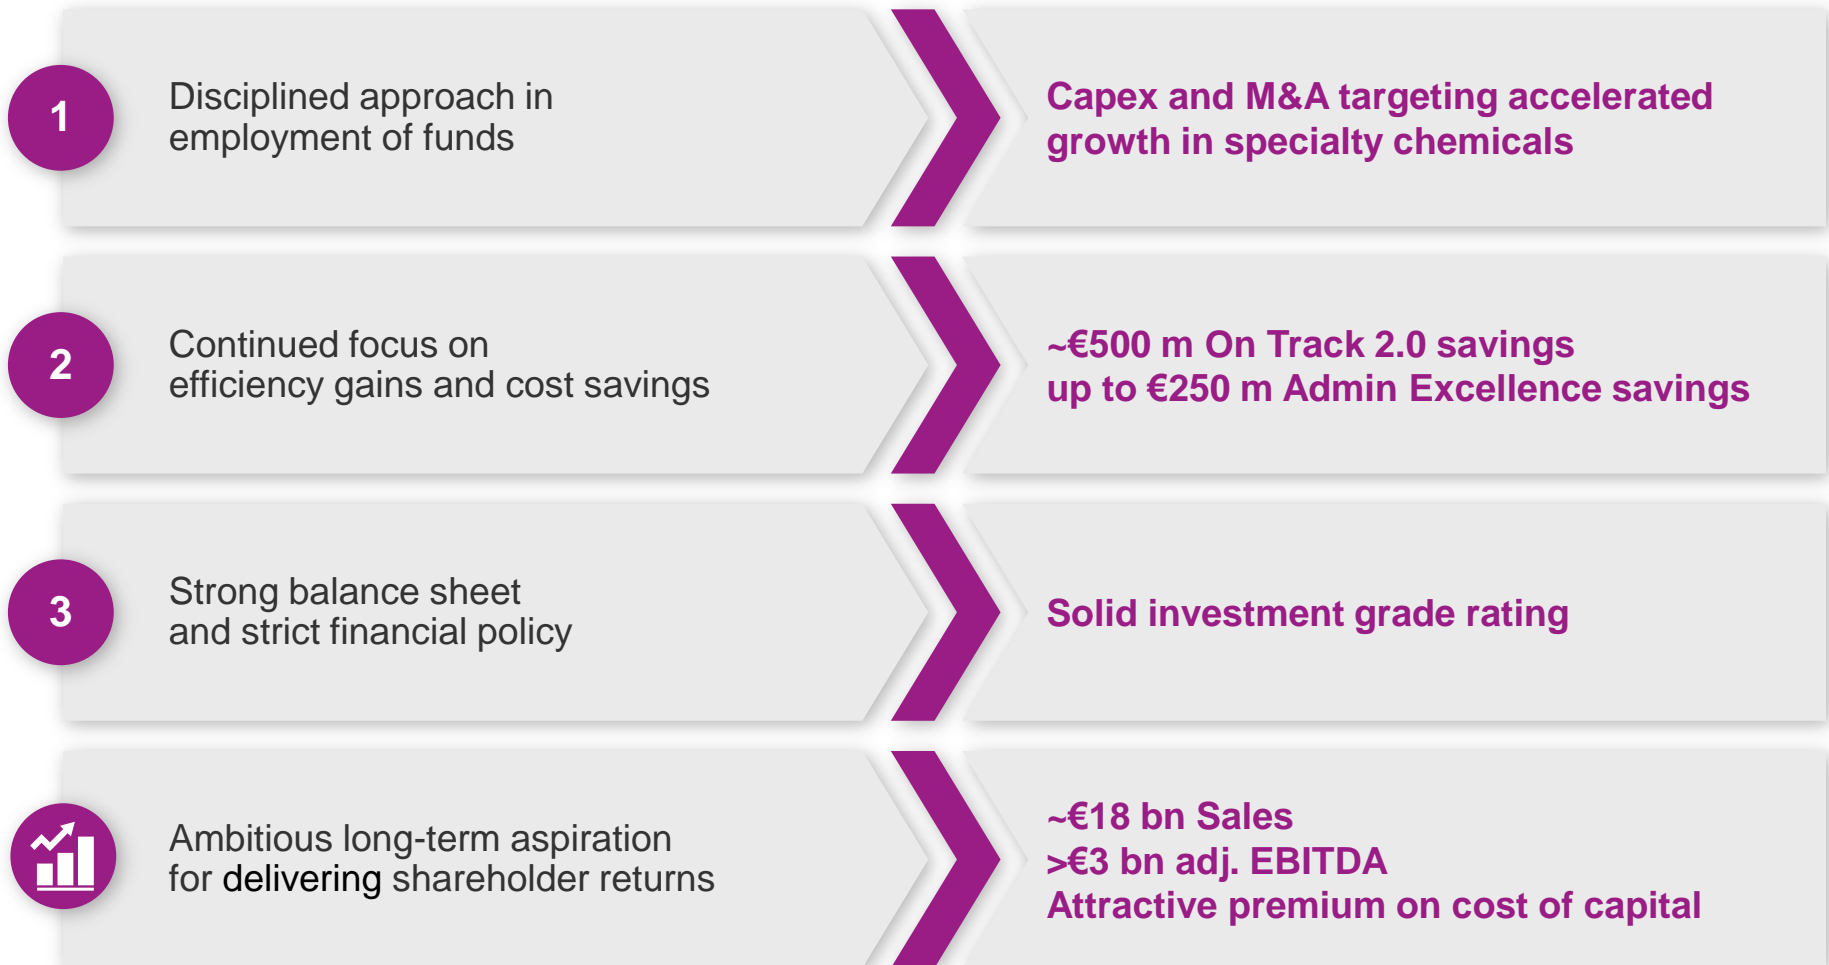 1
Disciplined approach in
employment of funds
Capex and M&A targeting accelerated
growth in specialty chemicals
2
Continued focus on
efficiency gains and cost savings
~€500 m On Track 2.0 savings
up to €250 m Admin Excellence savings
3
Strong balance sheet
and strict financial policy
Solid investment grade rating
Ambitious long-term aspiration
for delivering shareholder returns
~€18 bn Sales
>€3 bn adj. EBITDA
Attractive premium on cost of capital